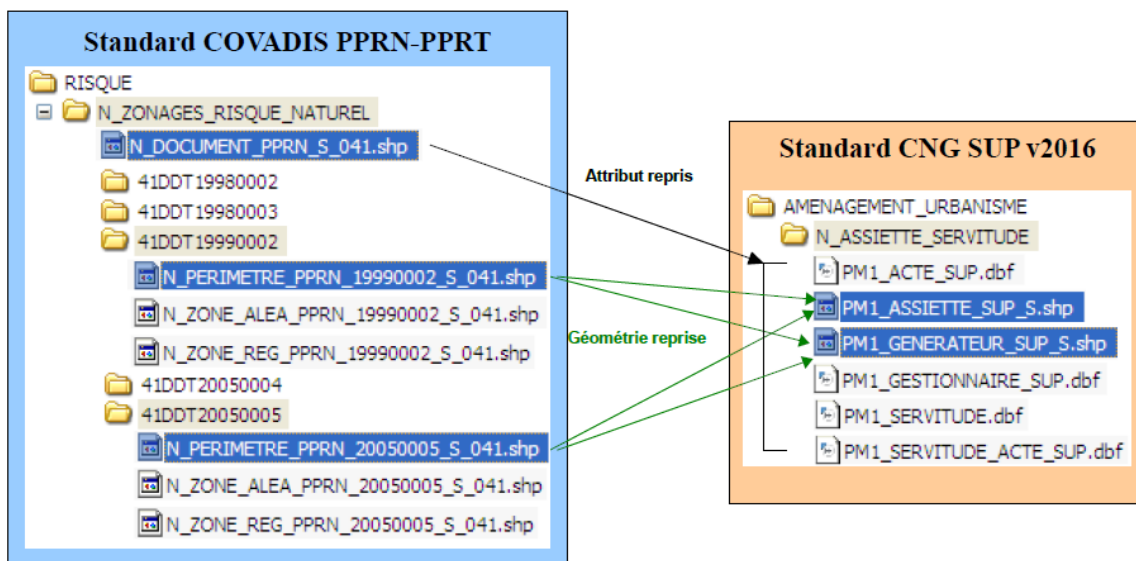 Standard COVADIS PPRN-PPRT
RISQUE
N_ZONAGES_RISQUE_NATUREL
N_DOCUMENT_PPRN_S_041.shp
41DDT19980002
41DDT19980003
41DDT19990002
N_PERIMETRE_PPRN_19990002_S_041.shp
N_ZONE_ALEA_PPRN_19990002_S_041.shp
N_ZONE_REG_PPRN_19990002_S_041.shp
41DDT20050004
41DDT20050005
N_PERIMETRE_PPRN_20050005_S_041.shp
N_ZONE_ALEA_PPRN_20050005_S_041.shp
N_ZONE_REG_PPRN_20050005_S_041.shp
Attribut repris
Géométrie reprise
Standard CNG SUP v2016
AMENAGEMENT_URBANISME
N_ASSIETTE_SERVITUDE
PM1_ACTE_SUP.dbf
PM1_ASSIETTE_SUP_S.shp
PM1_GENERATEUR_SUP_S.shp
PM1_GESTIONNAIRE_SUP.dbf
PM1_SERVITUDE.dbf
PM1_SERVITUDE_ACTE_SUP.dbf